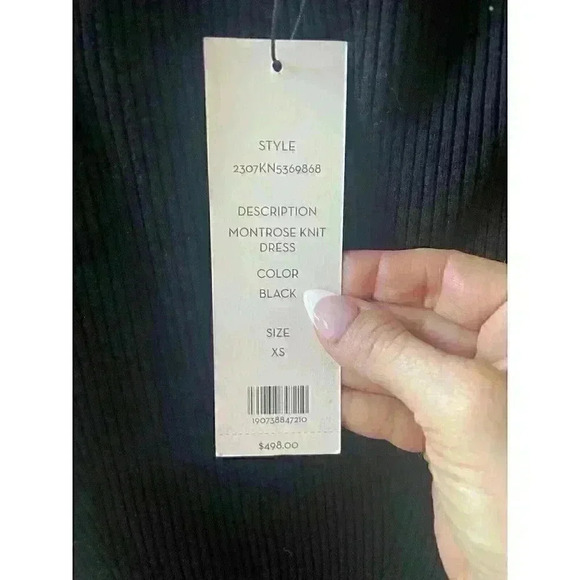 STYLE
2307KN5369868
DESCRIPTION
MONTROSE KNIT
DRESS
COLOR
BLACK
SIZE
XS
190738847210
$498.00